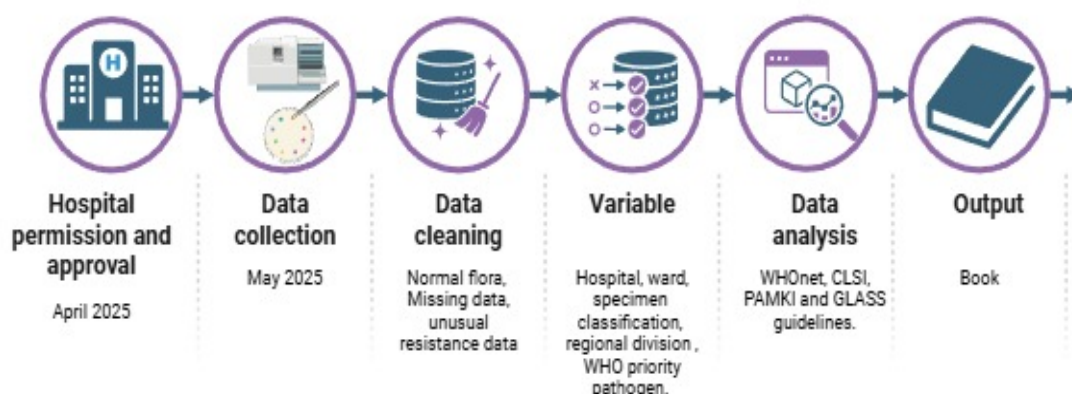 H
Hospital
permission and
approval
April 2025
Data
collection
May 2025
Data
cleaning
Normal flora,
Missing data,
unusual
resistance data
Variable
Hospital, ward,
specimen
classification,
regional division ,
WHO priority
pathogen.
Data
analysis
WHOnet, CLSI,
PAMKI and GLASS
guidelines.
Output
Book